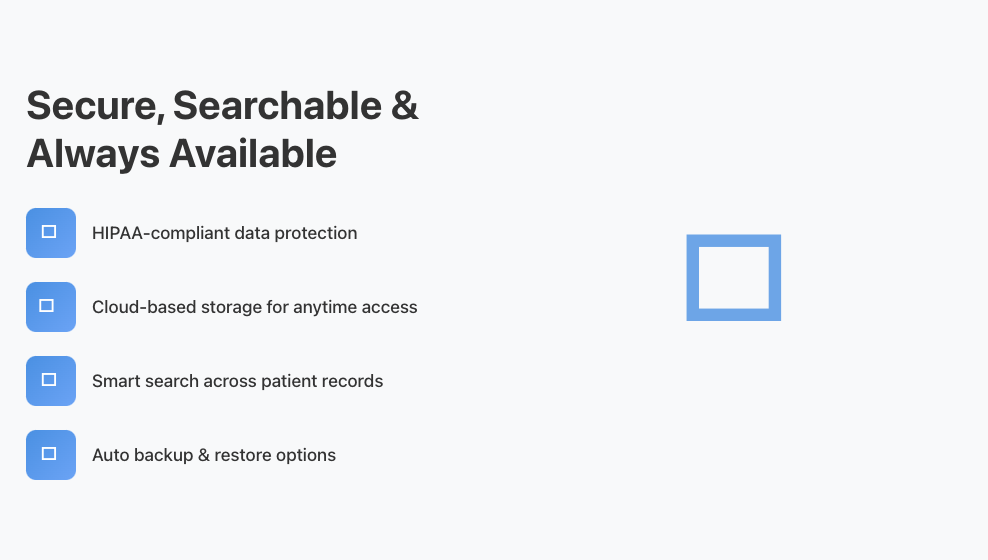 Secure, Searchable &
Always Available
HIPAA-compliant data protection
Cloud-based storage for anytime access
Smart search across patient records
Auto backup & restore options